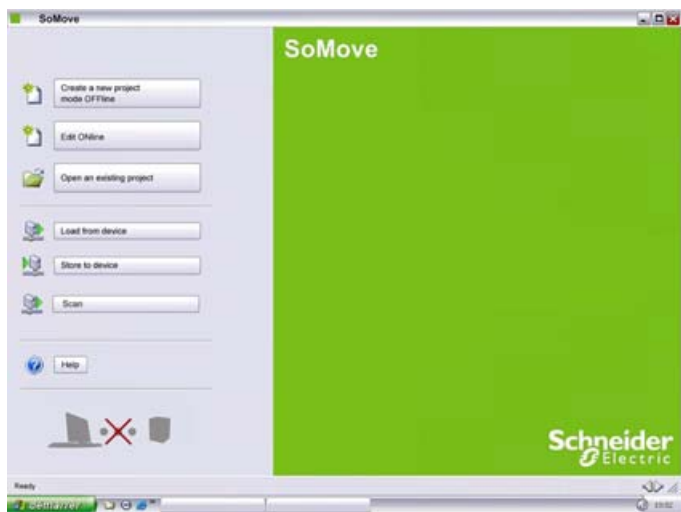 SoMove
SoMove
Create a new project
mode OFFline
Edit ONline
Open an existing project
Load from device
Store to device
Scan
Help
Schneider
Electric
Ready
démarrer